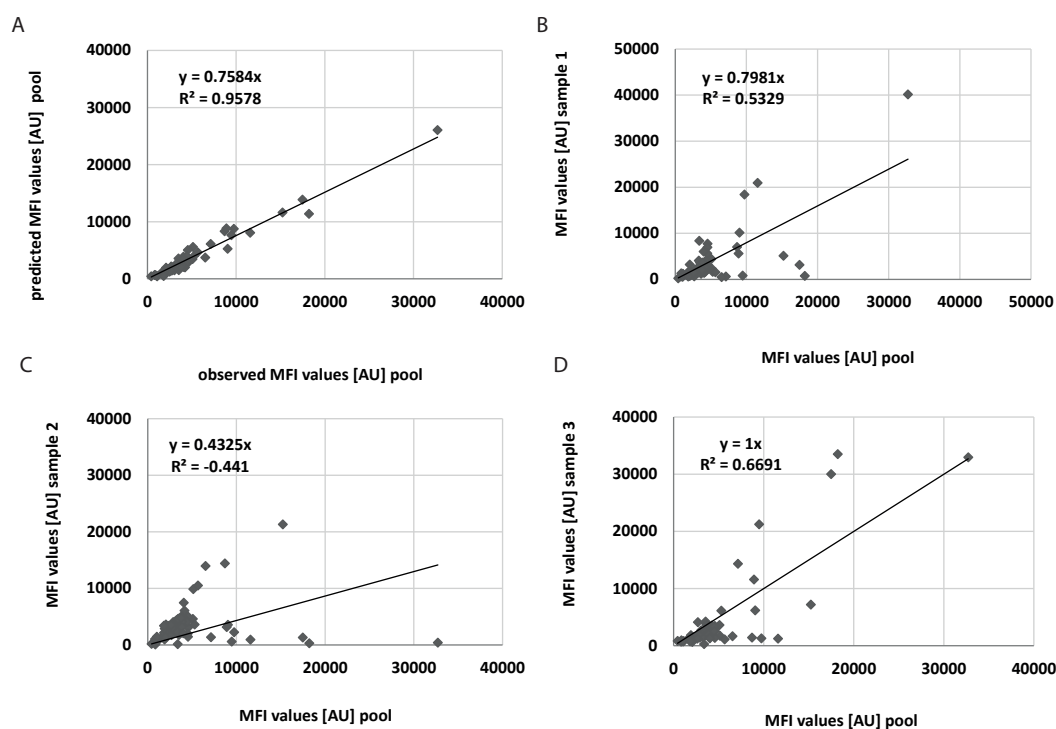 A
predicted MFI values [AU] pool
40000
30000
20000
10000
0
y = 0.7584x
R² = 0.9578
0
10000
20000
30000
40000
observed MFI values [AU] pool
B
MFI values [AU] sample 1
50000
40000
30000
20000
10000
0
y = 0.7981x
R² = 0.5329
0
10000
20000
30000
40000
50000
MFI values [AU] pool
C
MFI values [AU] sample 2
40000
30000
20000
10000
0
y = 0.4325x
R² = -0.441
0
10000
20000
30000
40000
MFI values [AU] pool
D
MFI values [AU] sample 3
40000
30000
20000
10000
0
y = 1x
R² = 0.6691
0
10000
20000
30000
40000
MFI values [AU] pool